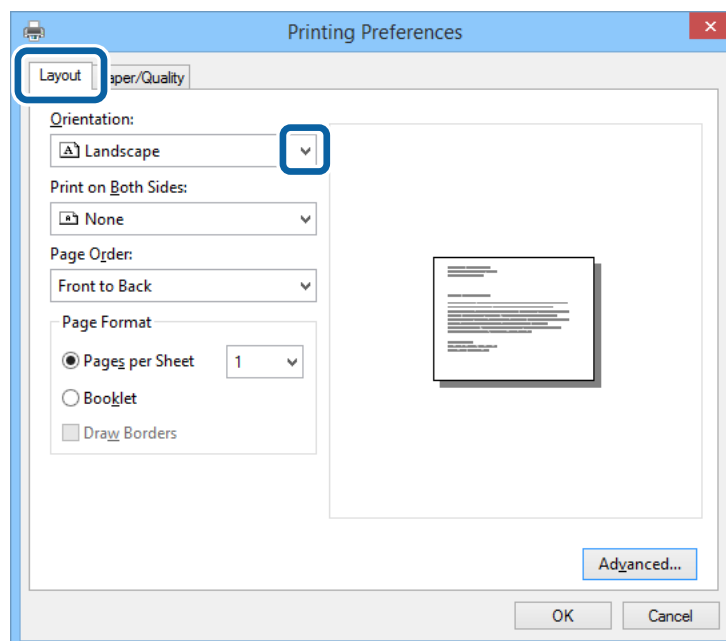 Printing Preferences
Layout
aper/Quality
Orientation:
A Landscape
Print on Both Sides:
None
Page Order:
Front to Back
Page Format
Pages per Sheet 1
Booklet
Draw Borders
Advanced...
OK Cancel